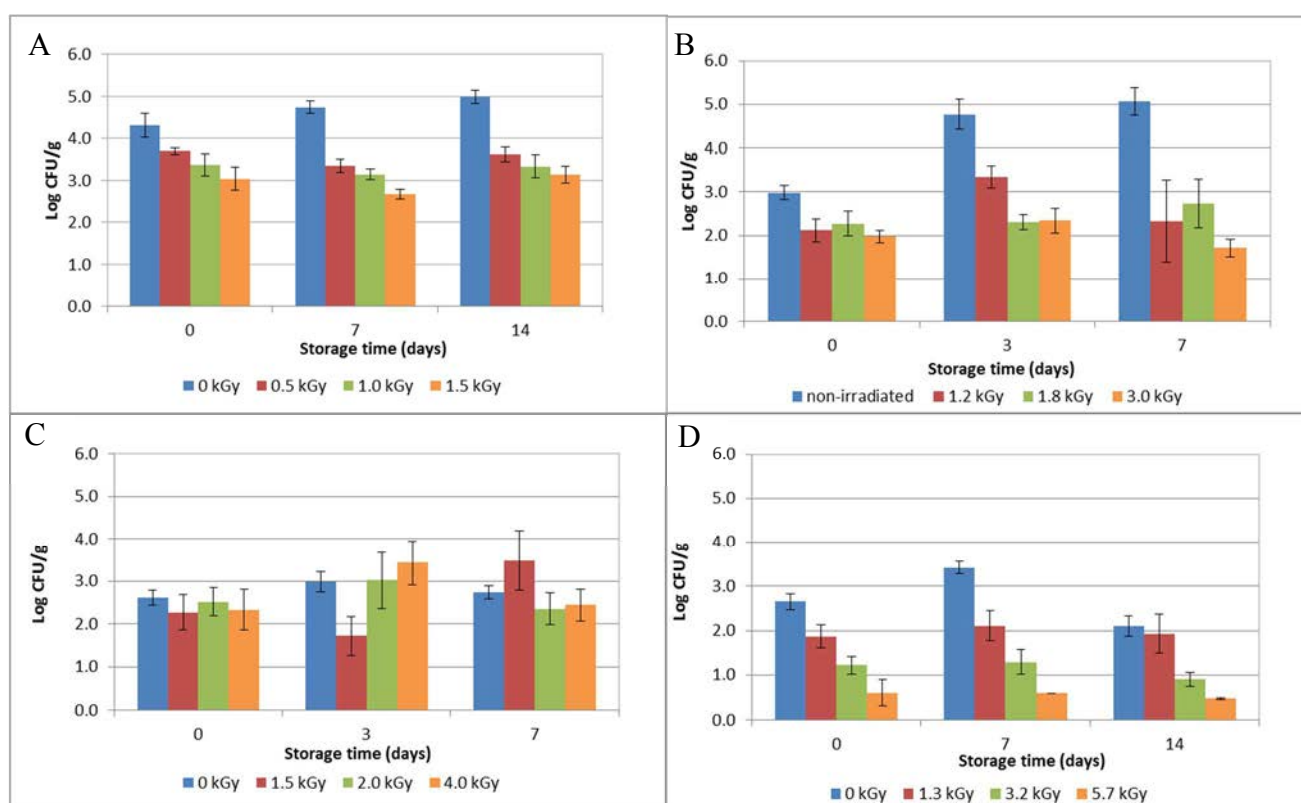 A
Log CFU/g
6.0
5.0
4.0
3.0
2.0
1.0
0.0
0 7 14
Storage time (days)
0 kGy 0.5 kGy 1.0 kGy 1.5 kGy
B
Log CFU/g
6.0
5.0
4.0
3.0
2.0
1.0
0.0
0 3 7
Storage time (days)
non-irradiated 1.2 kGy 1.8 kGy 3.0 kGy
C
Log CFU/g
6.0
5.0
4.0
3.0
2.0
1.0
0.0
0 3 7
Storage time (days)
0 kGy 1.5 kGy 2.0 kGy 4.0 kGy
D
Log CFU/g
6.0
5.0
4.0
3.0
2.0
1.0
0.0
0 7 14
Storage time (days)
0 kGy 1.3 kGy 3.2 kGy 5.7 kGy